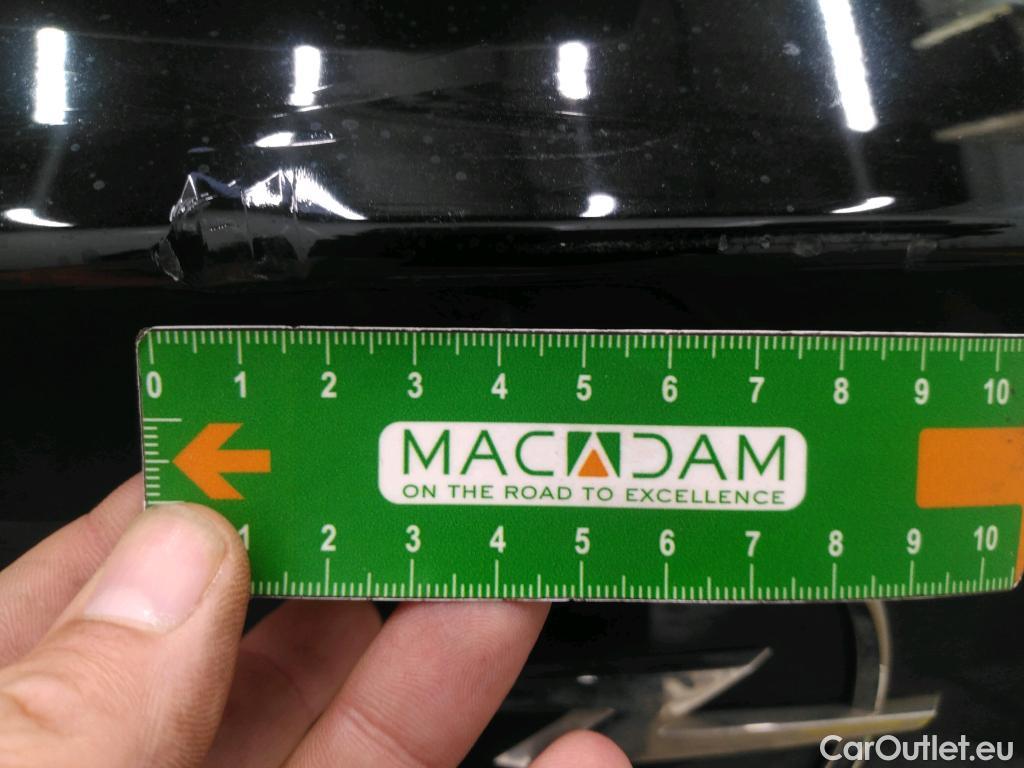 0 1 2 3 4 5 6 7 8 9 10
MACADAM
ON THE ROAD TO EXCELLENCE
1 2 3 4 5 6 7 8 9 10
CarOutlet.eu